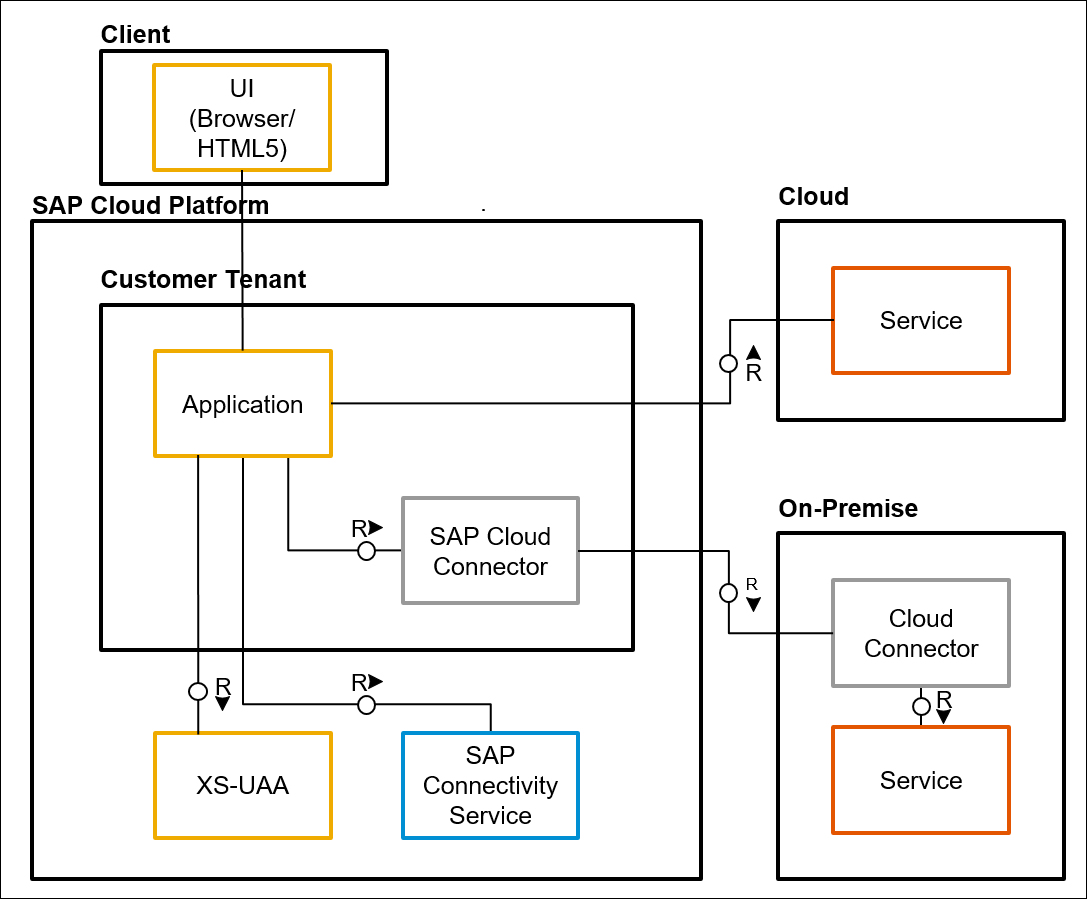 Client
UI
(Browser/
HTML5)
SAP Cloud Platform
Cloud
Customer Tenant
Service
R
Application
On-Premise
R
SAP Cloud
Connector
R
Cloud
Connector
R
R
R
XS-UAA
SAP
Connectivity
Service
Service